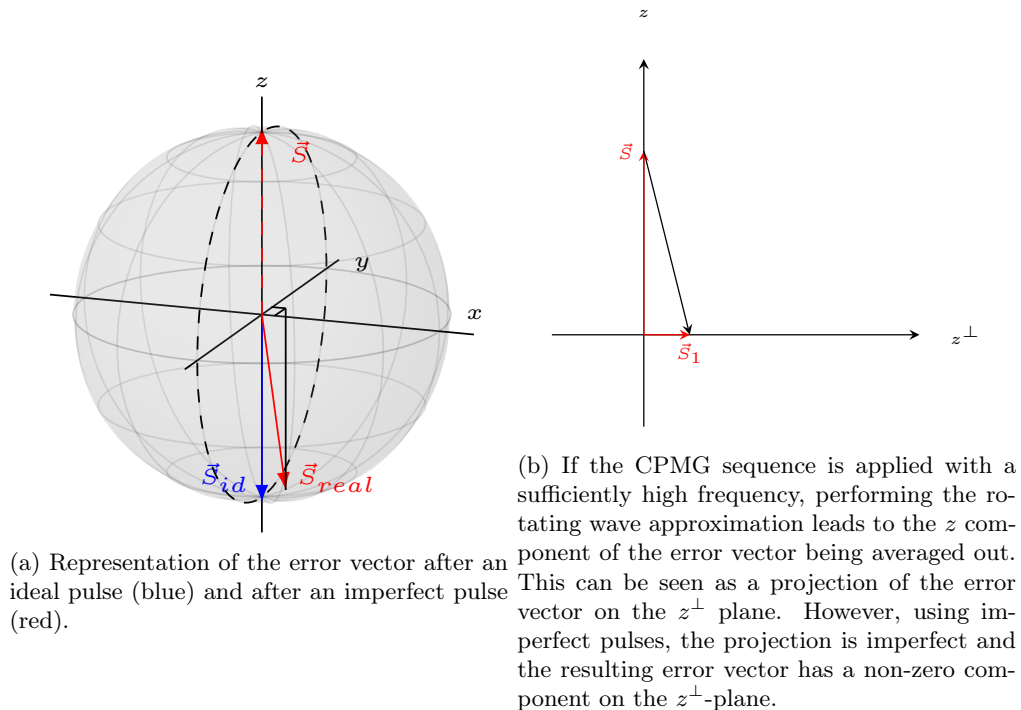 z
S⃗
y
x
S⃗id
S⃗real
(a) Representation of the error vector after an
ideal pulse (blue) and after an imperfect pulse
(red).
z
S⃗
S⃗1
z⊥
(b) If the CPMG sequence is applied with a
sufficiently high frequency, performing the ro-
tating wave approximation leads to the z com-
ponent of the error vector being averaged out.
This can be seen as a projection of the error
vector on the z⊥ plane. However, using im-
perfect pulses, the projection is imperfect and
the resulting error vector has a non-zero com-
ponent on the z⊥-plane.